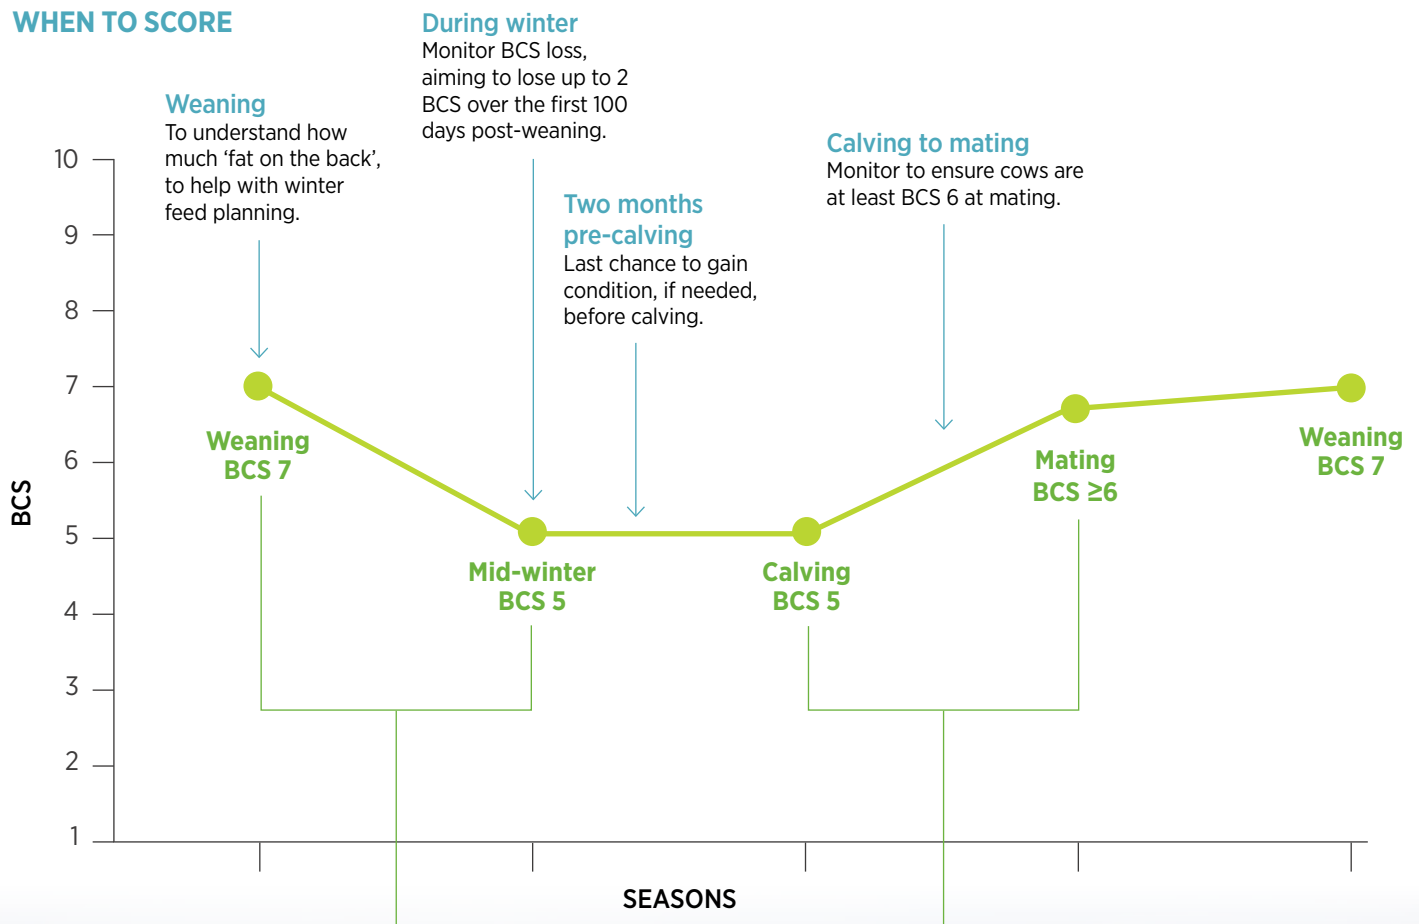 WHEN TO SCORE
During winter
Monitor BCS loss,
aiming to lose up to 2
BCS over the first 100
days post-weaning.
Weaning
To understand how
much ‘fat on the back’,
to help with winter
feed planning.
Calving to mating
Monitor to ensure cows are
at least BCS 6 at mating.
Two months
pre-calving
Last chance to gain
condition, if needed,
before calving.
10
9
8
7
6
5
4
3
2
1
BCS
Weaning
BCS 7
Mid-winter
BCS 5
Calving
BCS 5
Mating
BCS ≥6
Weaning
BCS 7
SEASONS